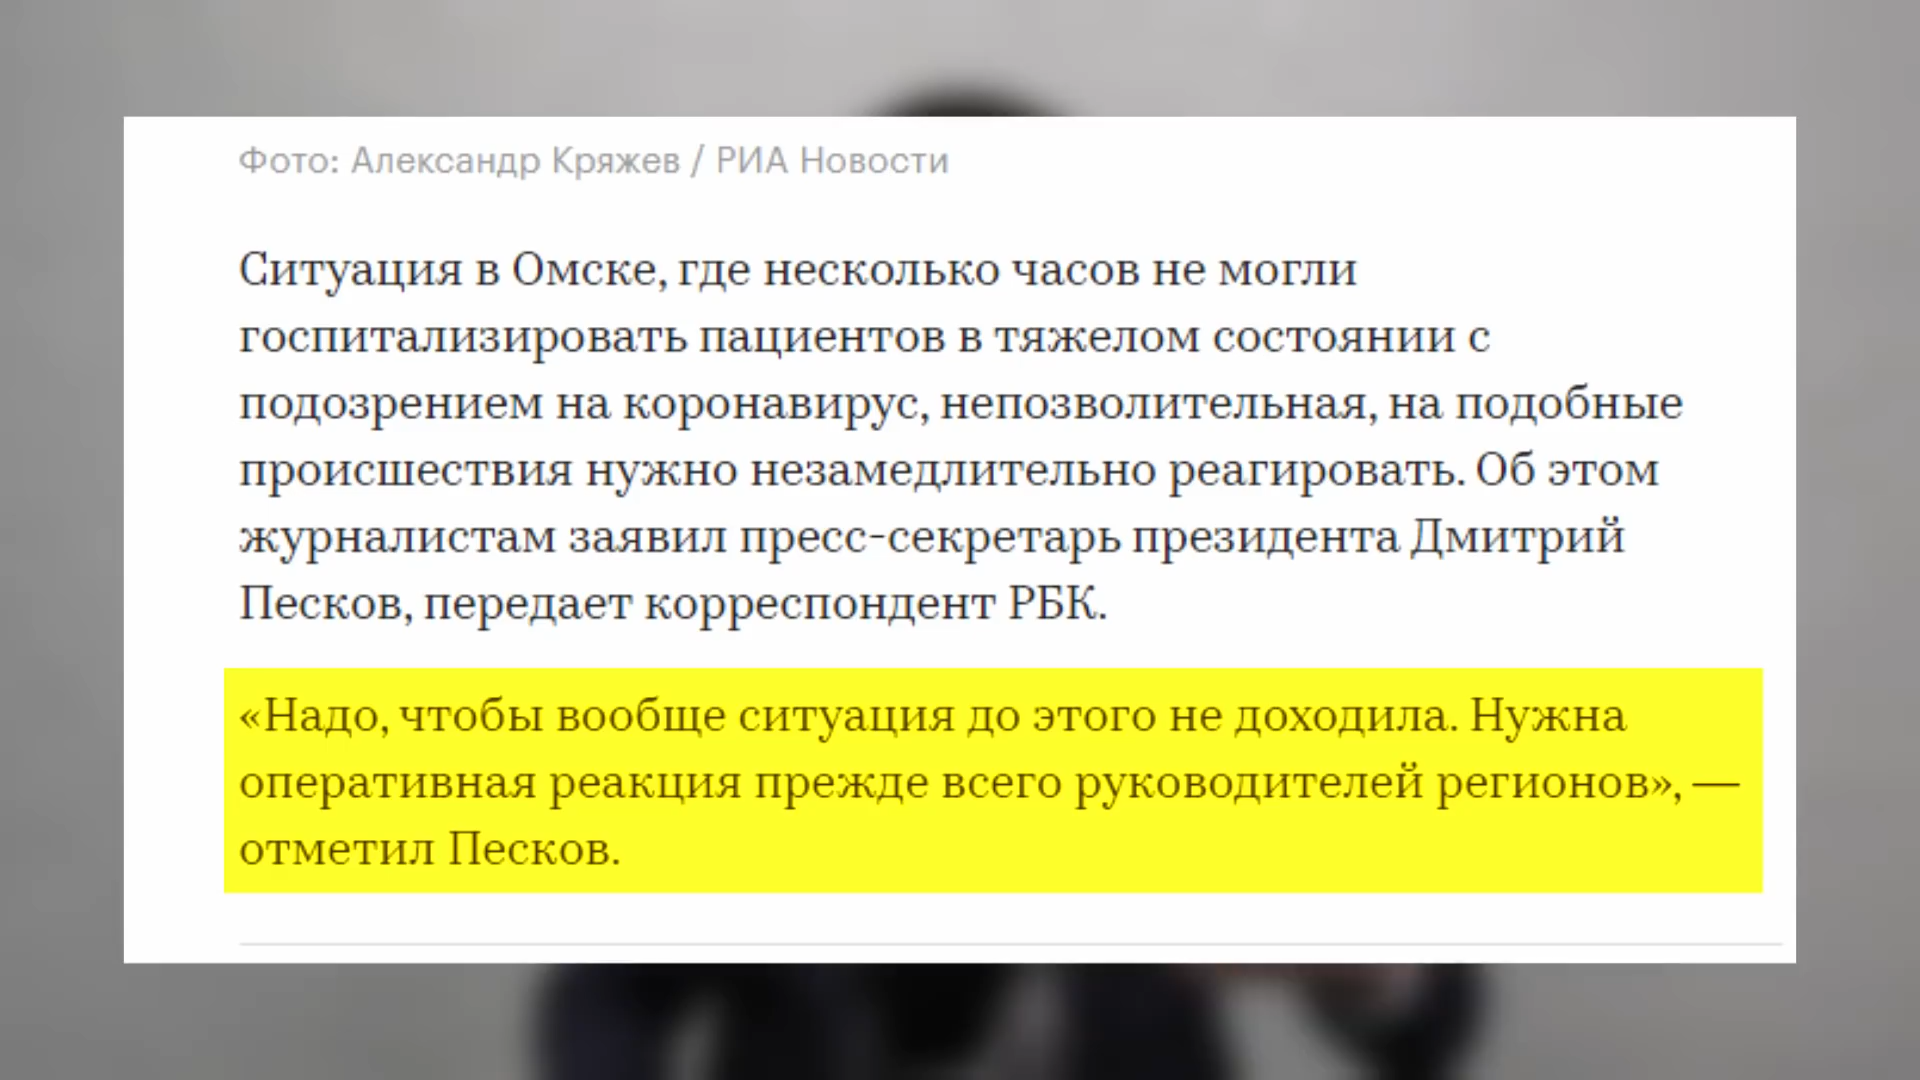 Фото: Александр Кряжев / РИА Новости
Ситуация в Омске, где несколько часов не могли
госпитализировать пациентов в тяжелом состоянии с
подозрением на коронавирус, непозволительная, на подобные
происшествия нужно незамедлительно реагировать. Об этом
журналистам заявил пресс-секретарь президента Дмитрий
Песков, передает корреспондент РБК.
«Надо, чтобы вообще ситуация до этого не доходила. Нужна
оперативная реакция прежде всего руководителей регионов», —
отметил Песков.